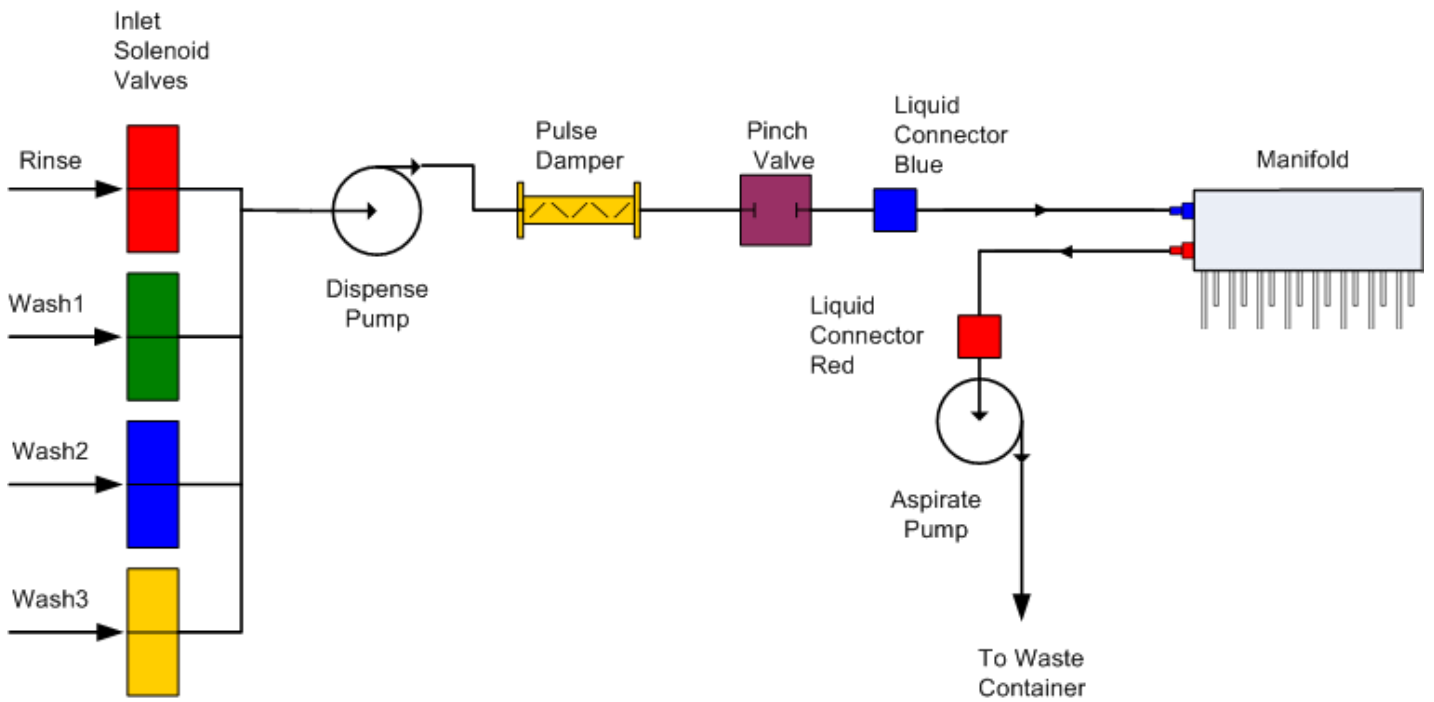 Inlet
Solenoid
Valves
Rinse
Wash1
Wash2
Wash3
Dispense
Pump
Pulse
Damper
Pinch
Valve
Liquid
Connector
Blue
Manifold
Liquid
Connector
Red
Aspirate
Pump
To Waste
Container